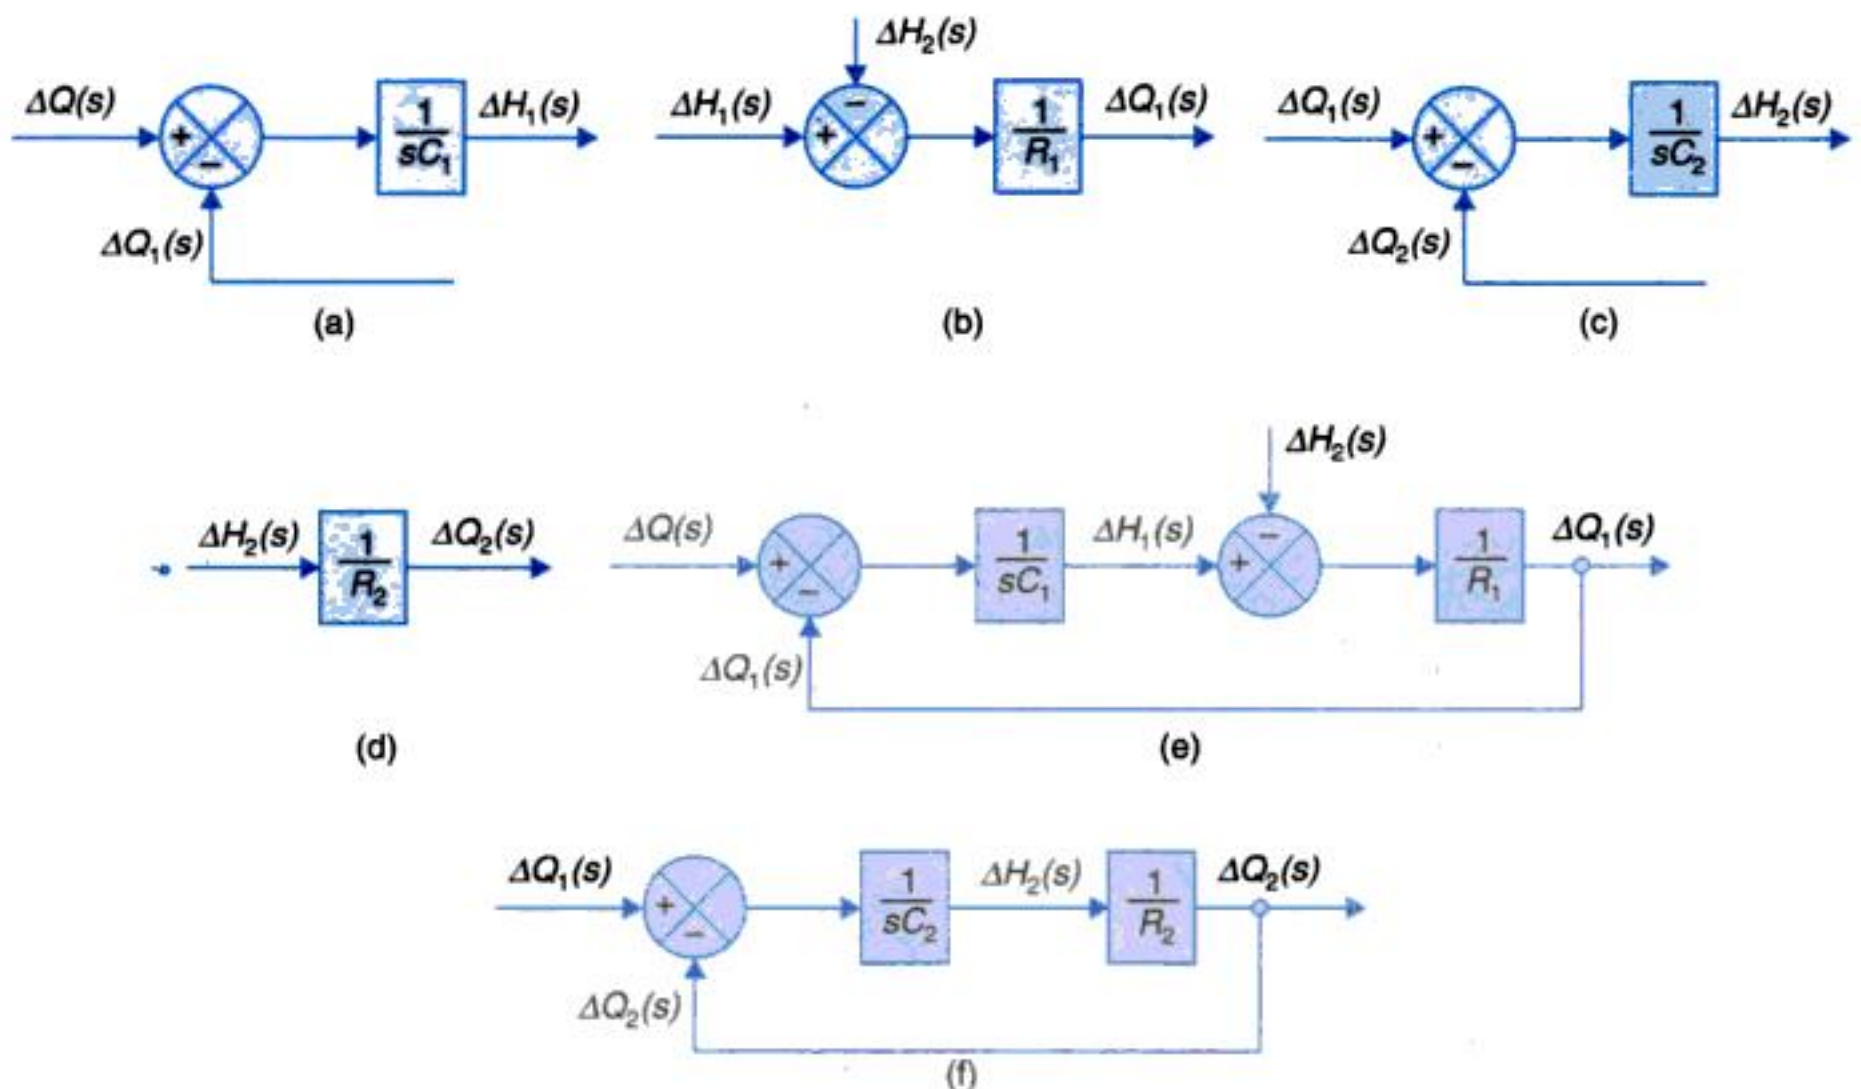 ΔH₂(s)
ΔQ(s) + − 1/sC₁ ΔH₁(s)
ΔQ₁(s)
(a)
ΔH₁(s) + − 1/R₁ ΔQ₁(s)
(b)
ΔQ₁(s) + − 1/sC₂ ΔH₂(s)
ΔQ₂(s)
(c)
ΔH₂(s) 1/R₂ ΔQ₂(s)
(d)
ΔH₂(s)
ΔQ(s) + − 1/sC₁ ΔH₁(s) + − 1/R₁ ΔQ₁(s)
ΔQ₁(s)
(e)
ΔQ₁(s) + − 1/sC₂ ΔH₂(s) 1/R₂ ΔQ₂(s)
ΔQ₂(s)
(f)